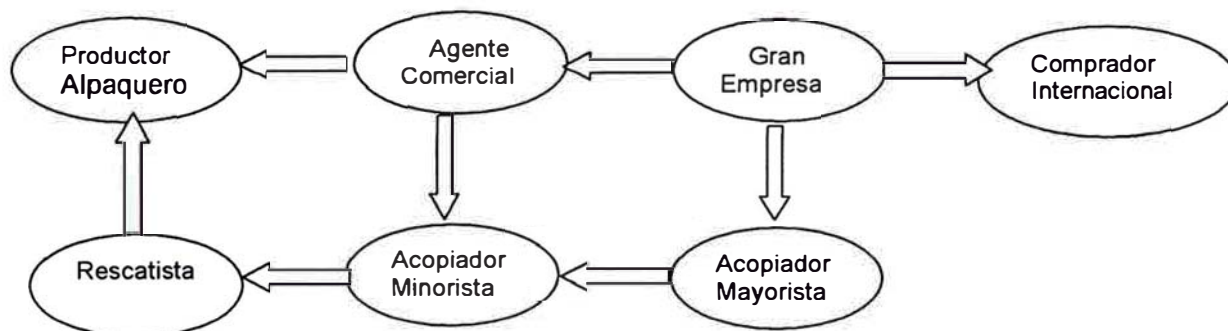 Productor
Alpaquero
Agente
Comercial
Gran
Empresa
Comprador
Internacional
Rescatista
Acopiador
Minorista
Acopiador
Mayorista